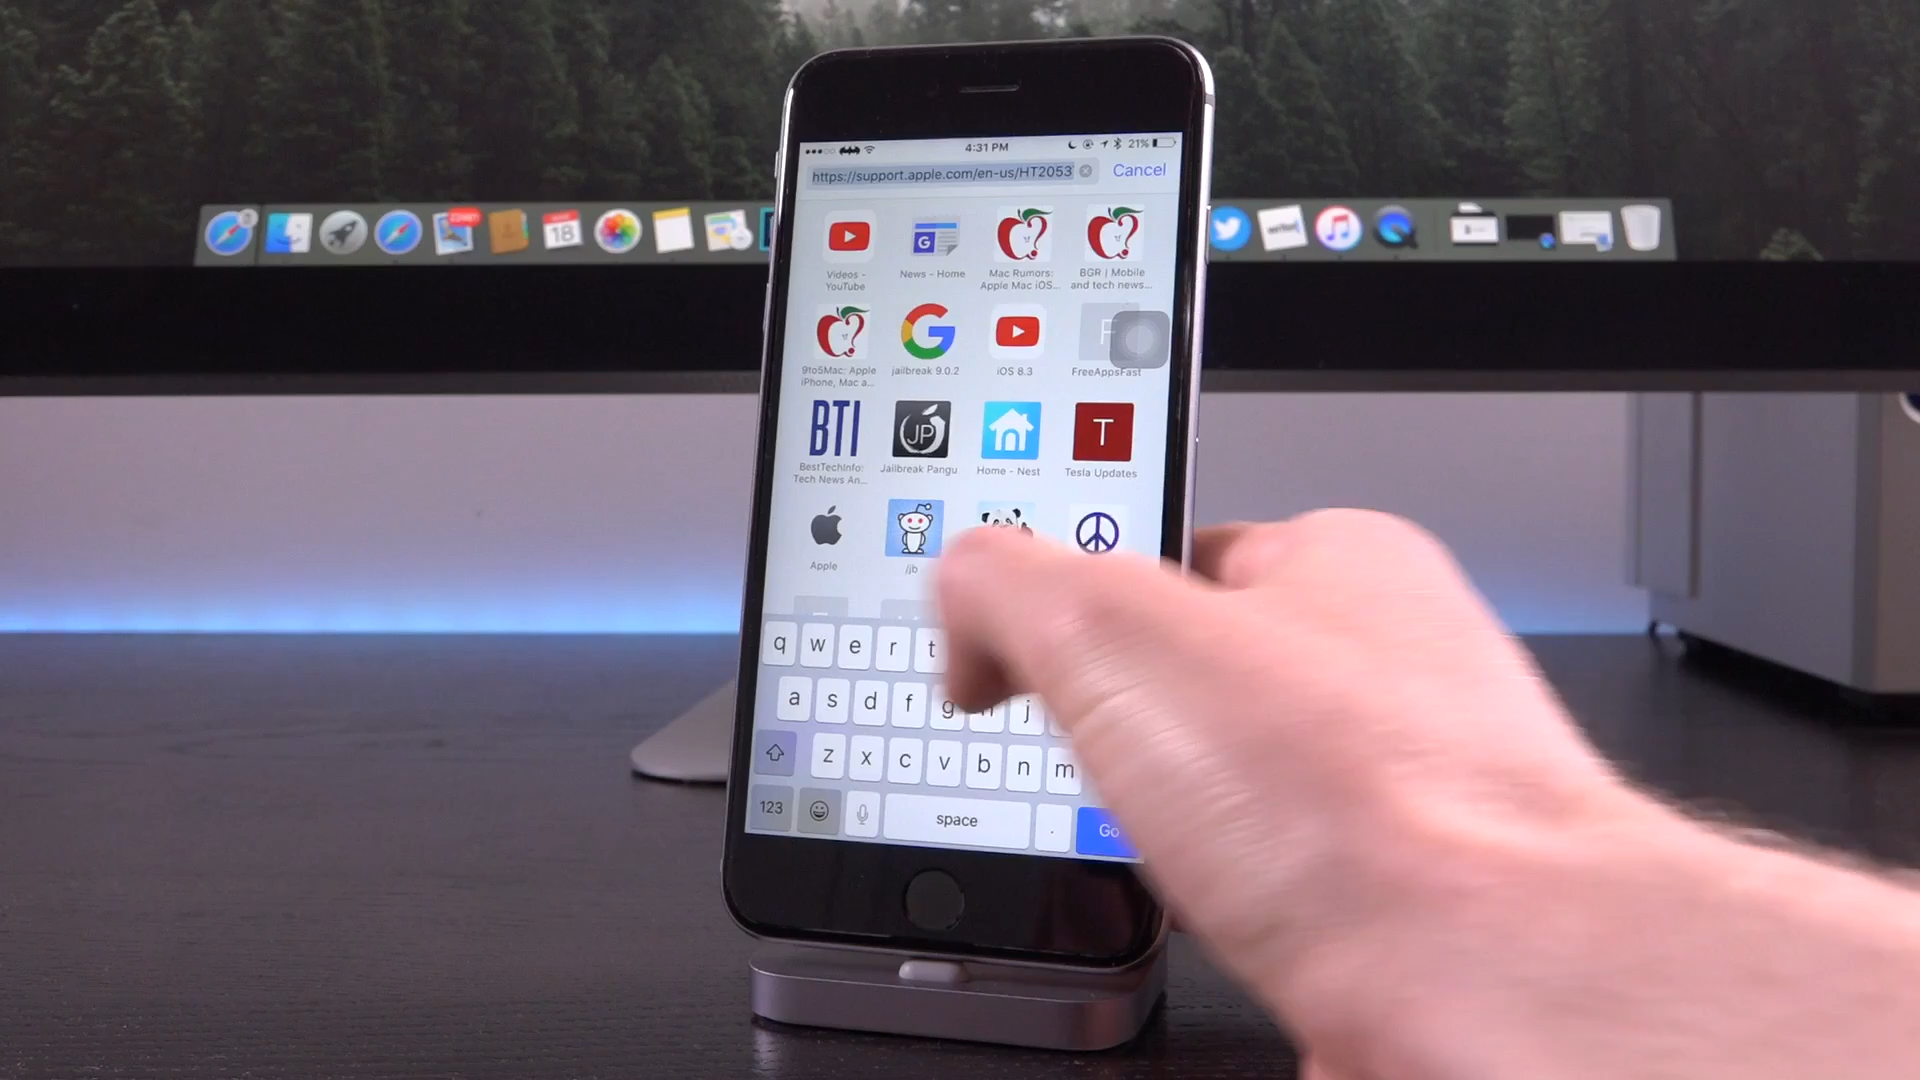 4:31 PM
21%
https://support.apple.com/en-us/HT2053
Cancel
Videos -
YouTube
G
News - Home
Mac Rumors:
Apple Mac iOS...
BGR | Mobile
and tech news...
9to5Mac: Apple
iPhone, Mac a...
G
jailbreak 9.0.2
iOS 8.3
F
FreeAppsFast
BTI
BestTechInfo:
Tech News An...
JP
Jailbreak Pangu
Home - Nest
T
Tesla Updates
Apple
/jb
q w e r t
a s d f g h j
z x c v b n m
123
space
.
Go
18